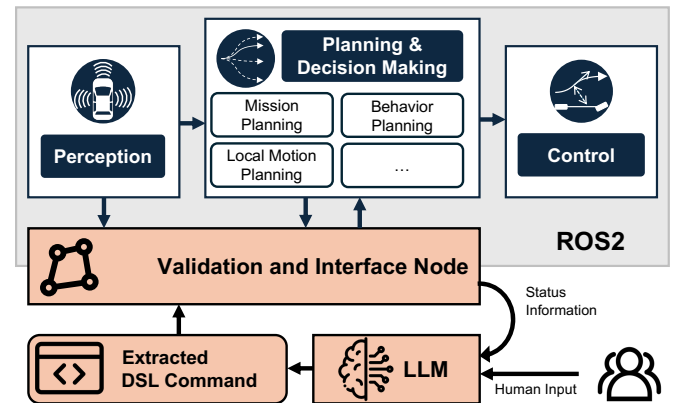 Planning &
Decision Making
Perception
Mission
Planning
Behavior
Planning
Local Motion
Planning
...
Control
ROS2
Validation and Interface Node
Status
Information
Extracted
DSL Command
LLM
Human Input